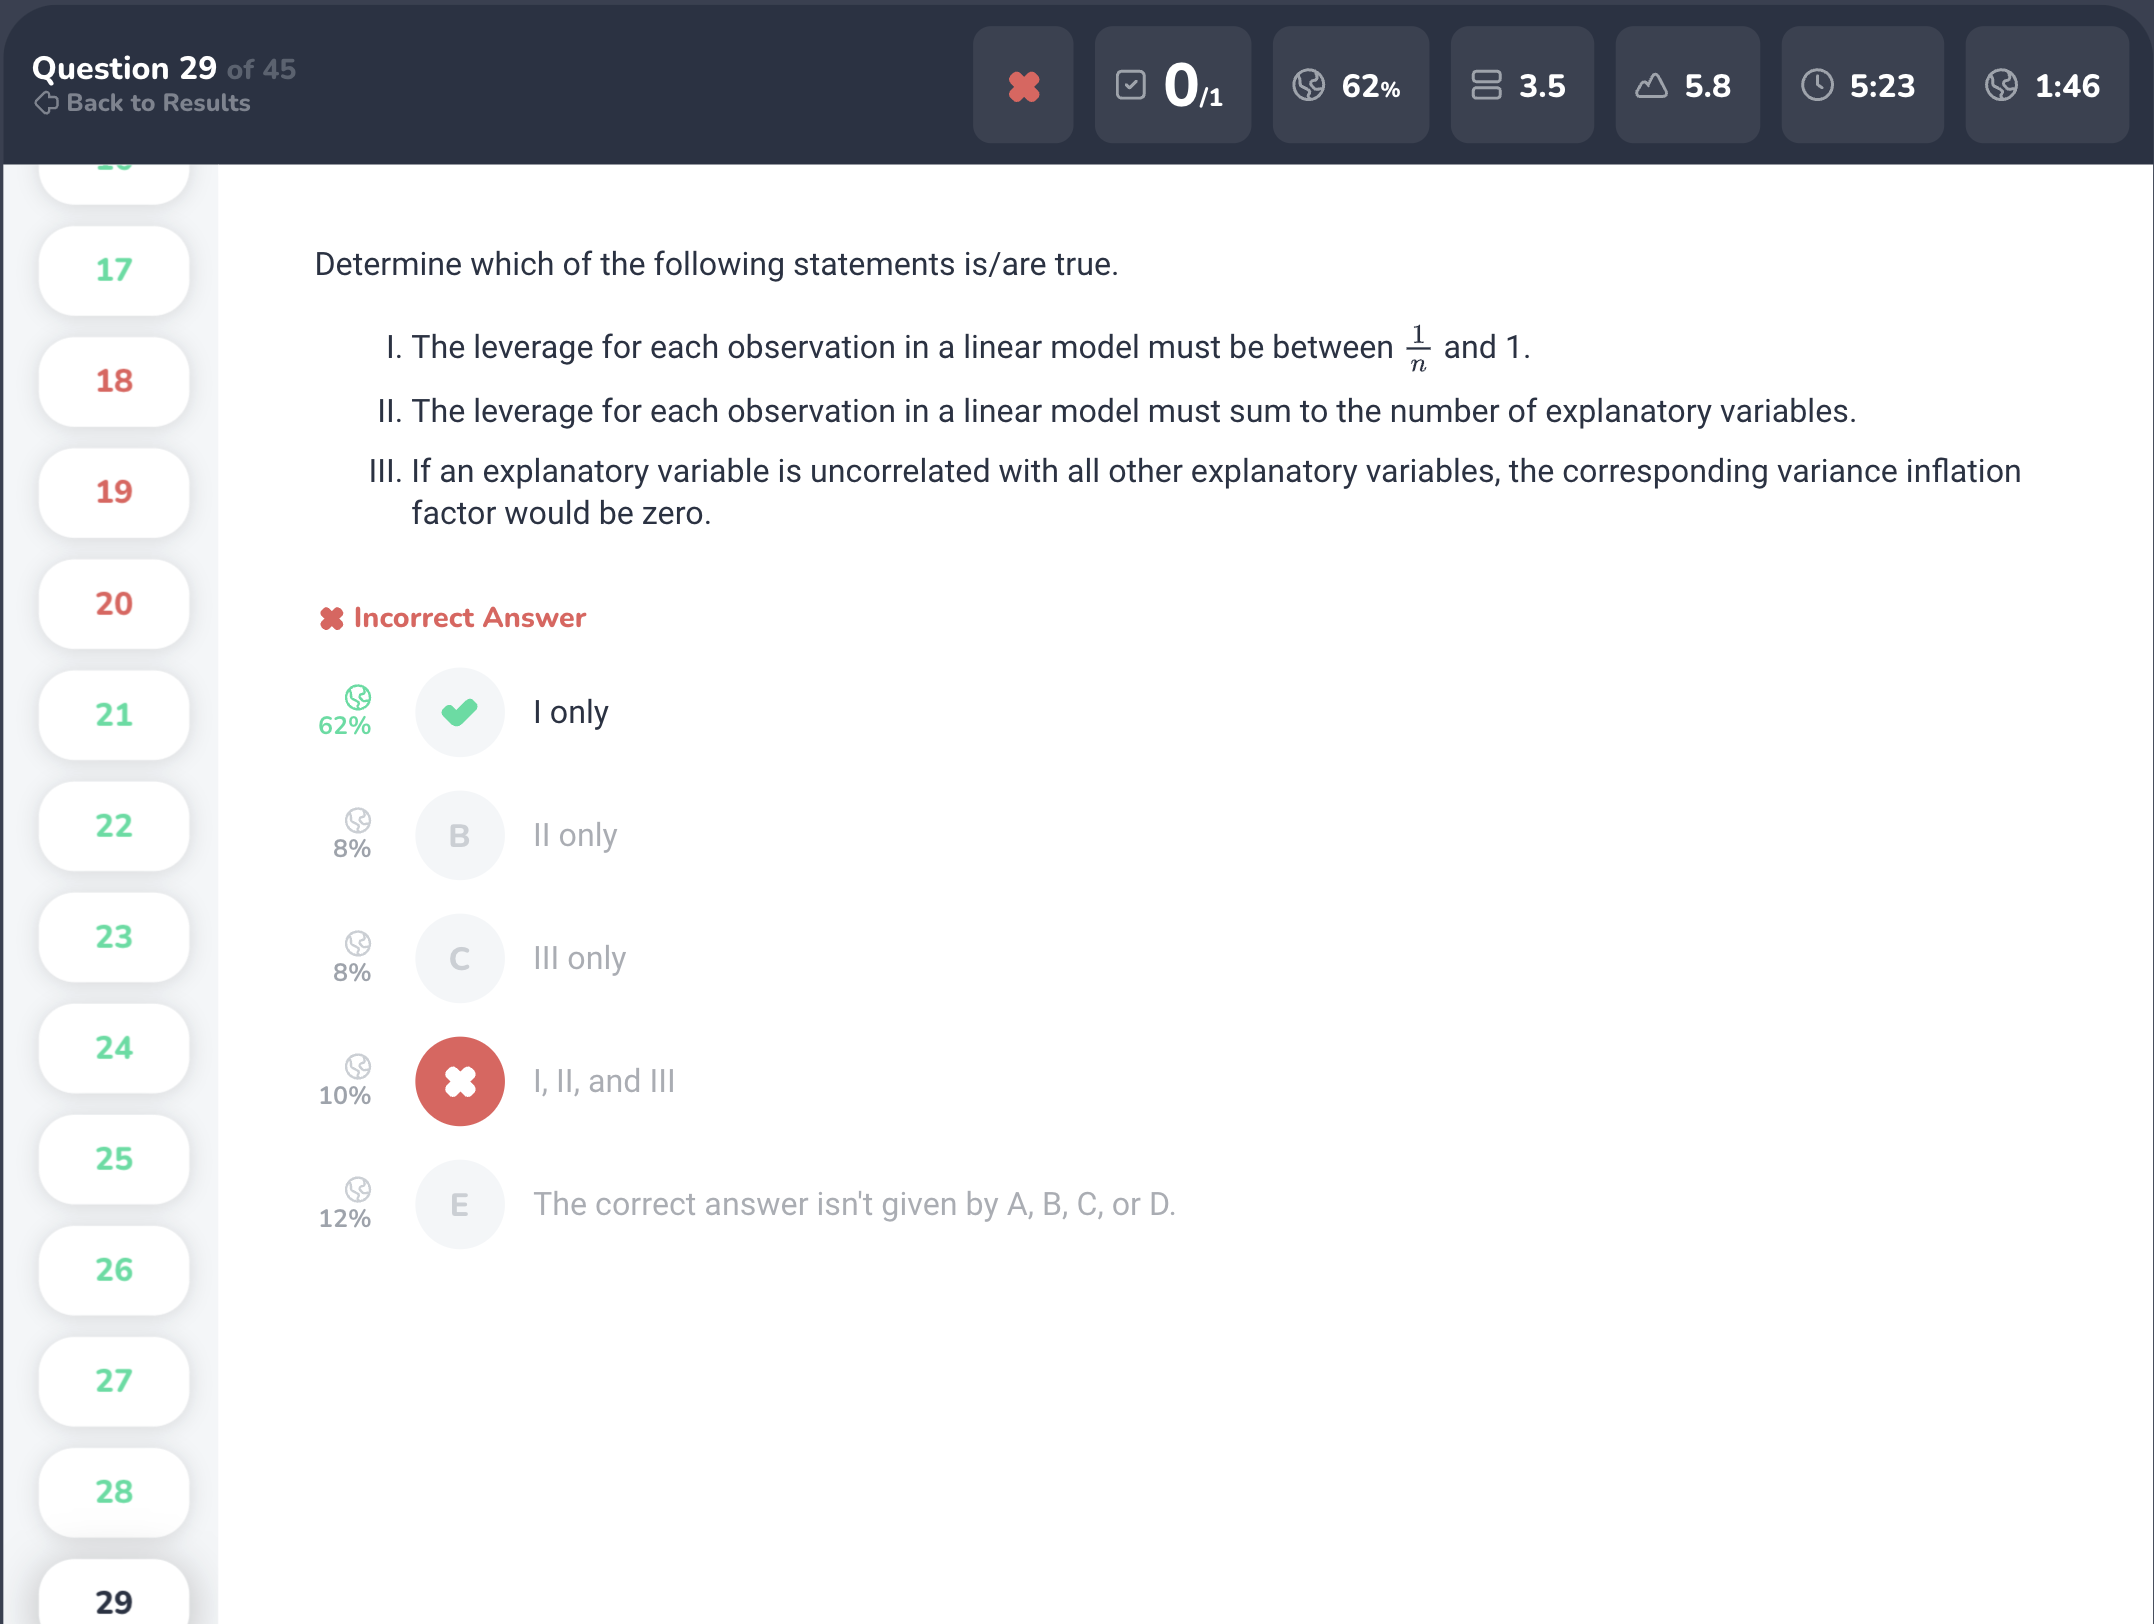 Question 29 of 45
Back to Results
0/1
62%
3.5
5.8
5:23
1:46
17
18
19
20
21
22
23
24
25
26
27
28
29
Determine which of the following statements is/are true.
I. The leverage for each observation in a linear model must be between 1/n and 1.
II. The leverage for each observation in a linear model must sum to the number of explanatory variables.
III. If an explanatory variable is uncorrelated with all other explanatory variables, the corresponding variance inflation
factor would be zero.
Incorrect Answer
62% I only
8% B II only
8% C III only
10% I, II, and III
12% E The correct answer isn't given by A, B, C, or D.